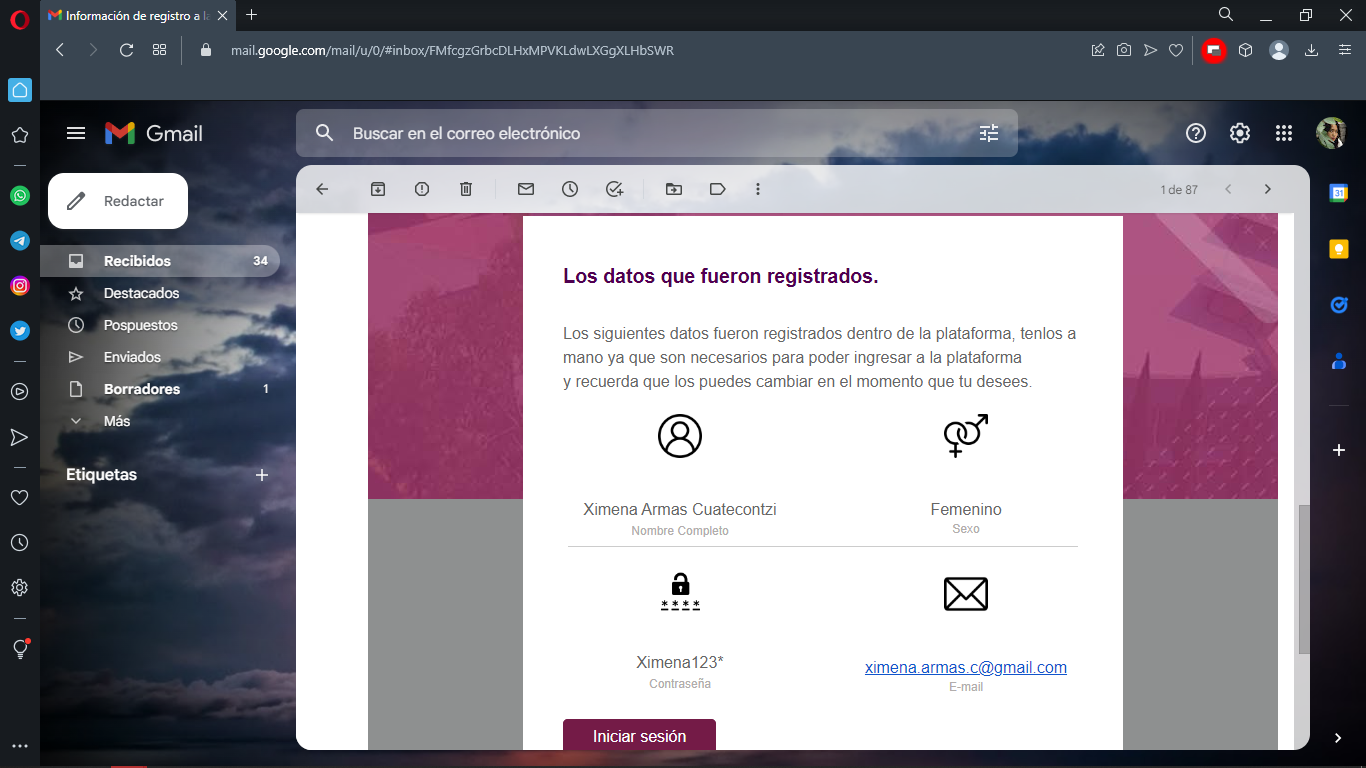 Información de registro a la
mail.google.com/mail/u/0/#inbox/FMfcgzGrbcDLHxMPVKLdwLXGgXLHbSWR
Gmail
Buscar en el correo electrónico
Redactar
1 de 87
Recibidos 34
Destacados
Pospuestos
Enviados
Borradores 1
Más
Etiquetas
31
Los datos que fueron registrados.
Los siguientes datos fueron registrados dentro de la plataforma, tenlos a
mano ya que son necesarios para poder ingresar a la plataforma
y recuerda que los puedes cambiar en el momento que tu desees.
Ximena Armas Cuatecontzi
Nombre Completo
Femenino
Sexo
****
Ximena123*
Contraseña
ximena.armas.c@gmail.com
E-mail
Iniciar sesión